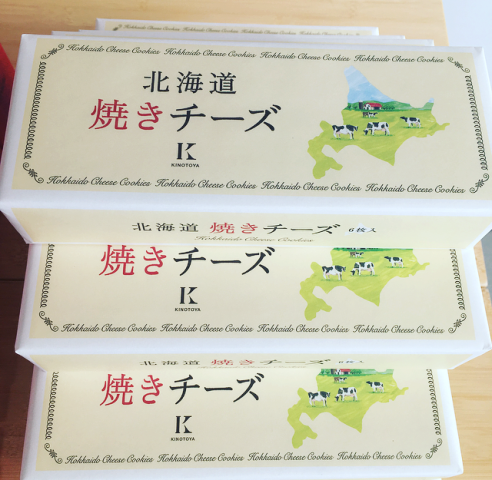 Hokkaido Cheese Cookies Hokkaido Cheese Cookies Hokkaido Cheese Cookies Hokkaido Cheese Cookies
北海道
焼きチーズ
K
KINOTOYA
Hokkaido Cheese Cookies Hokkaido Cheese Cookies Hokkaido Cheese Cookies Hokkaido Cheese Cookies
北海道 焼きチーズ 6枚入
Hokkaido Cheese Cookies
焼きチーズ
K
KINOTOYA
Hokkaido Cheese Cookies Hokkaido Cheese Cookies Hokkaido Cheese Cookies Hokkaido Cheese Cookies
北海道 焼きチーズ 6枚入
焼きチーズ
K
KINOTOYA
Hokkaido Cheese Cookies Hokkaido Cheese Cookies Hokkaido Cheese Cookies Hokkaido Cheese Cookies